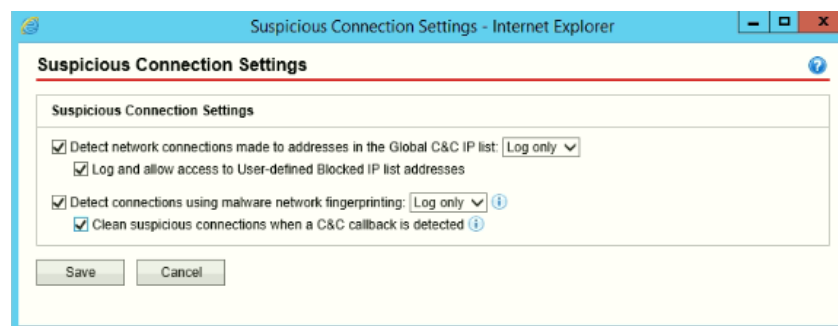 Suspicious Connection Settings - Internet Explorer
Suspicious Connection Settings
Suspicious Connection Settings
Detect network connections made to addresses in the Global C&C IP list: Log only
Log and allow access to User-defined Blocked IP list addresses
Detect connections using malware network fingerprinting: Log only
Clean suspicious connections when a C&C callback is detected
Save Cancel